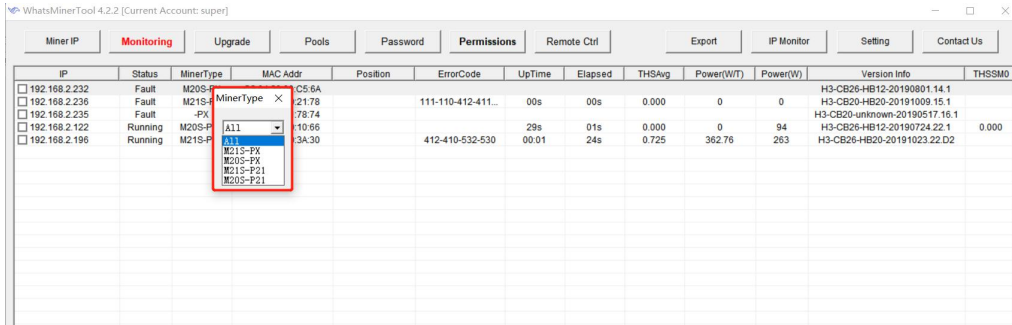 WhatsMinerTool 4.2.2 [Current Account: super]
Miner IP Monitoring Upgrade Pools Password Permissions Remote Ctrl Export IP Monitor Setting Contact Us
IP Status MinerType MAC Addr Position ErrorCode UpTime Elapsed THSAvg Power(W/T) Power(W) Version Info THSSM0
192.168.2.232 Fault M20S-P :C5:6A H3-CB26-HB12-20190801.14.1
192.168.2.236 Fault M21S-P :21:78 111-110-412-411... 00s 00s 0.000 0 0 H3-CB26-HB20-20191009.15.1
192.168.2.235 Fault -PX :78:74 H3-CB20-unknown-20190517.16.1
192.168.2.122 Running M20S-P :10:66 29s 01s 0.000 0 94 H3-CB26-HB12-20190724.22.1 0.000
192.168.2.196 Running M21S-P :3A:30 412-410-532-530 00:01 24s 0.725 362.76 263 H3-CB26-HB20-20191023.22.D2
MinerType
All
All
M21S-PX
M20S-PX
M21S-P21
M20S-P21